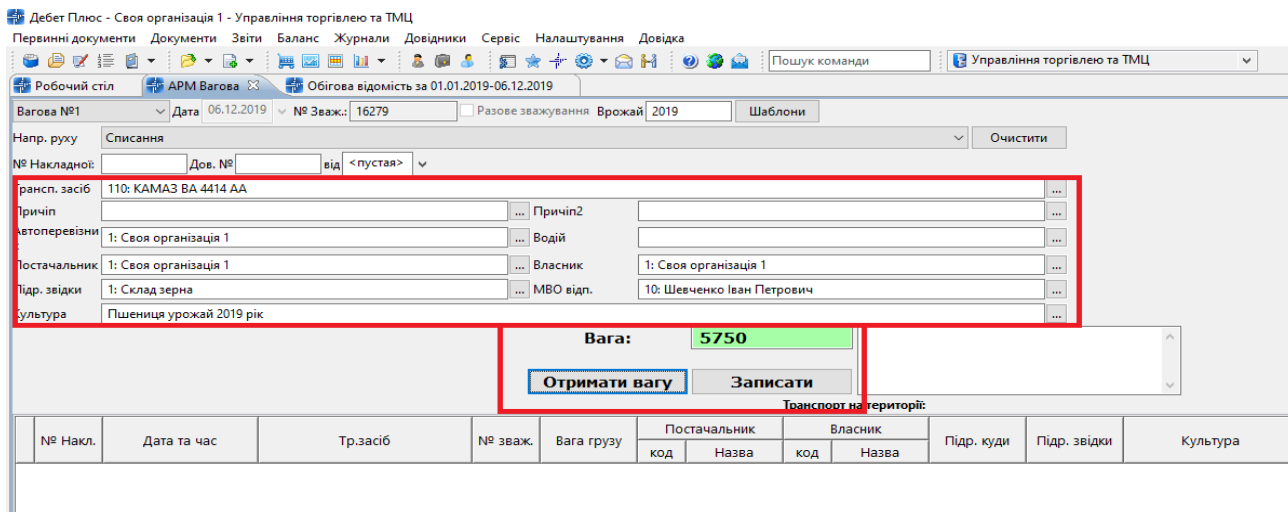 Дебет Плюс - Своя організація 1 - Управління торгівлею та ТМЦ
Первинні документи Документи Звіти Баланс Журнали Довідники Сервіс Налаштування Довідка
Пошук команди Управління торгівлею та ТМЦ
Робочий стіл АРМ Вагова Обігова відомість за 01.01.2019-06.12.2019
Вагова №1 Дата 06.12.2019 № Зваж.: 16279 Разове зважування Врожай 2019 Шаблони
Напр. руху Списання Очистити
№ Накладної: Дов. № від <пустая>
Трансп. засіб 110: КАМАЗ ВА 4414 АА ...
Причіп ... Причіп2 ...
Автоперевізни 1: Своя організація 1 ... Водій ...
Постачальник 1: Своя організація 1 ... Власник 1: Своя організація 1 ...
Підр. звідки 1: Склад зерна ... МВО відп. 10: Шевченко Іван Петрович ...
Культура Пшениця урожай 2019 рік ...
Вага: 5750
Отримати вагу Записати
Транспорт на території:
№ Накл. Дата та час Тр.засіб № зваж. Вага грузу Постачальник Власник Підр. куди Підр. звідки Культура
код Назва код Назва